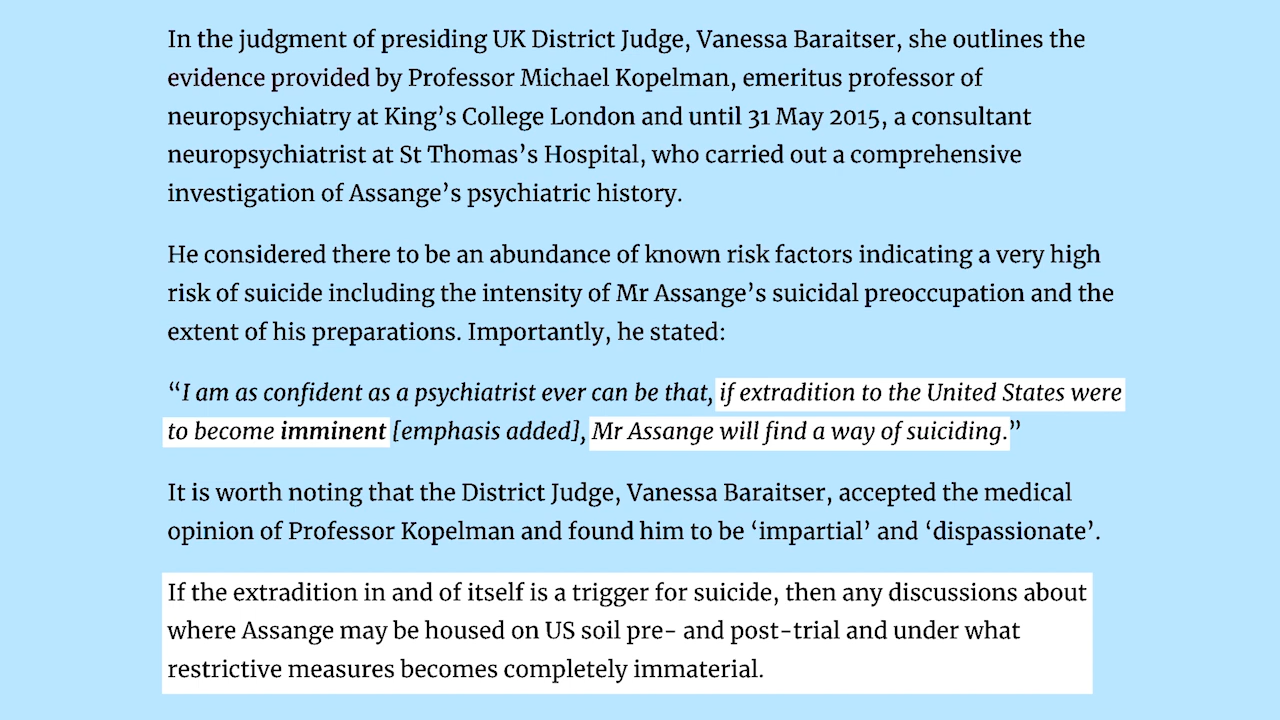 In the judgment of presiding UK District Judge, Vanessa Baraitser, she outlines the
evidence provided by Professor Michael Kopelman, emeritus professor of
neuropsychiatry at King’s College London and until 31 May 2015, a consultant
neuropsychiatrist at St Thomas’s Hospital, who carried out a comprehensive
investigation of Assange’s psychiatric history.
He considered there to be an abundance of known risk factors indicating a very high
risk of suicide including the intensity of Mr Assange’s suicidal preoccupation and the
extent of his preparations. Importantly, he stated:
“I am as confident as a psychiatrist ever can be that, if extradition to the United States were
to become imminent [emphasis added], Mr Assange will find a way of suiciding.”
It is worth noting that the District Judge, Vanessa Baraitser, accepted the medical
opinion of Professor Kopelman and found him to be ‘impartial’ and ‘dispassionate’.
If the extradition in and of itself is a trigger for suicide, then any discussions about
where Assange may be housed on US soil pre- and post-trial and under what
restrictive measures becomes completely immaterial.